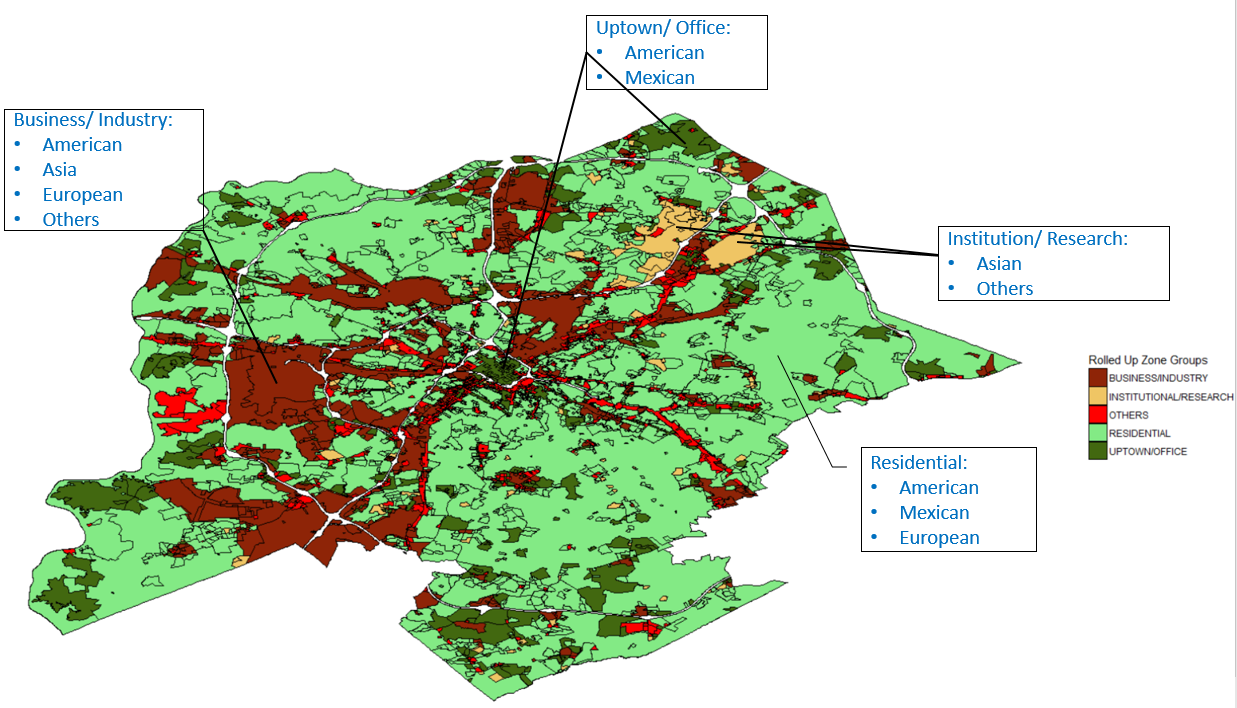 Uptown/ Office:
• American
• Mexican
Business/ Industry:
• American
• Asia
• European
• Others
Institution/ Research:
• Asian
• Others
Rolled Up Zone Groups
BUSINESS/INDUSTRY
INSTITUTIONAL/RESEARCH
OTHERS
RESIDENTIAL
UPTOWN/OFFICE
Residential:
• American
• Mexican
• European